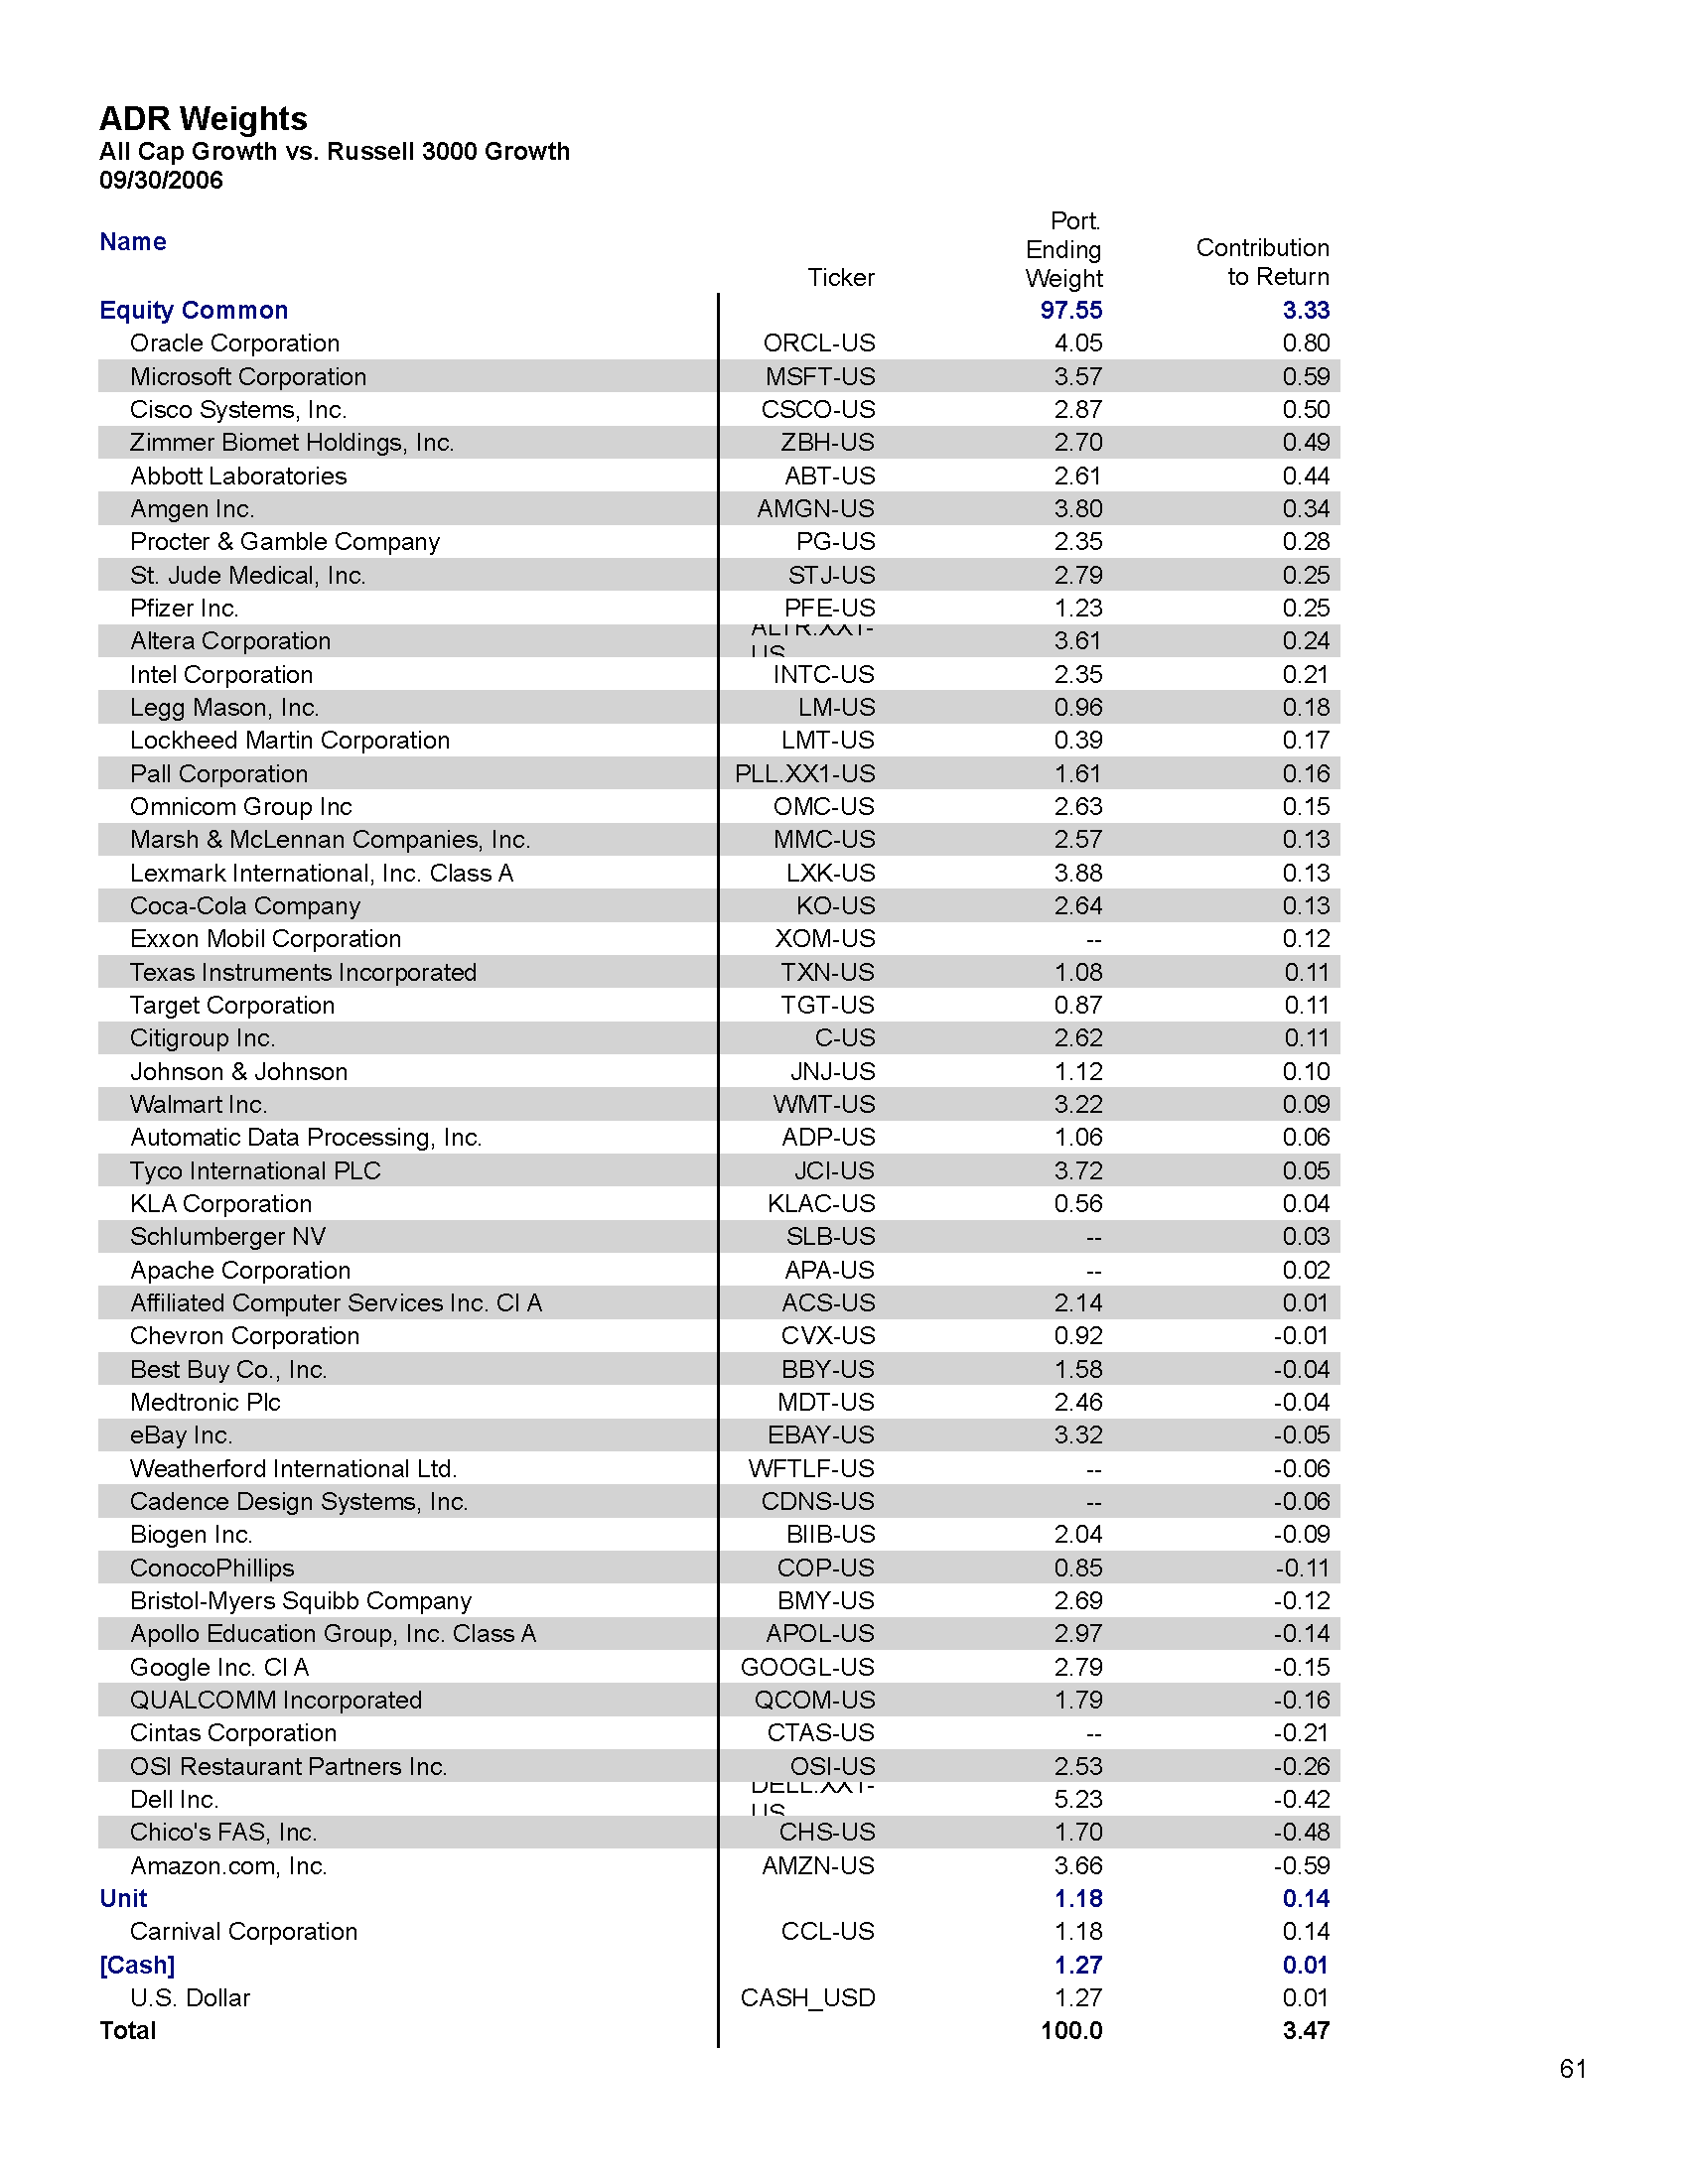 ADR Weights
All Cap Growth vs. Russell 3000 Growth
09/30/2006
Name Ticker Port. Ending Weight Contribution to Return
Equity Common 97.55 3.33
Oracle Corporation ORCL-US 4.05 0.80
Microsoft Corporation MSFT-US 3.57 0.59
Cisco Systems, Inc. CSCO-US 2.87 0.50
Zimmer Biomet Holdings, Inc. ZBH-US 2.70 0.49
Abbott Laboratories ABT-US 2.61 0.44
Amgen Inc. AMGN-US 3.80 0.34
Procter & Gamble Company PG-US 2.35 0.28
St. Jude Medical, Inc. STJ-US 2.79 0.25
Pfizer Inc. PFE-US 1.23 0.25
Altera Corporation ALTR.XX1-US 3.61 0.24
Intel Corporation INTC-US 2.35 0.21
Legg Mason, Inc. LM-US 0.96 0.18
Lockheed Martin Corporation LMT-US 0.39 0.17
Pall Corporation PLL.XX1-US 1.61 0.16
Omnicom Group Inc OMC-US 2.63 0.15
Marsh & McLennan Companies, Inc. MMC-US 2.57 0.13
Lexmark International, Inc. Class A LXK-US 3.88 0.13
Coca-Cola Company KO-US 2.64 0.13
Exxon Mobil Corporation XOM-US -- 0.12
Texas Instruments Incorporated TXN-US 1.08 0.11
Target Corporation TGT-US 0.87 0.11
Citigroup Inc. C-US 2.62 0.11
Johnson & Johnson JNJ-US 1.12 0.10
Walmart Inc. WMT-US 3.22 0.09
Automatic Data Processing, Inc. ADP-US 1.06 0.06
Tyco International PLC JCI-US 3.72 0.05
KLA Corporation KLAC-US 0.56 0.04
Schlumberger NV SLB-US -- 0.03
Apache Corporation APA-US -- 0.02
Affiliated Computer Services Inc. Cl A ACS-US 2.14 0.01
Chevron Corporation CVX-US 0.92 -0.01
Best Buy Co., Inc. BBY-US 1.58 -0.04
Medtronic Plc MDT-US 2.46 -0.04
eBay Inc. EBAY-US 3.32 -0.05
Weatherford International Ltd. WFTLF-US -- -0.06
Cadence Design Systems, Inc. CDNS-US -- -0.06
Biogen Inc. BIIB-US 2.04 -0.09
ConocoPhillips COP-US 0.85 -0.11
Bristol-Myers Squibb Company BMY-US 2.69 -0.12
Apollo Education Group, Inc. Class A APOL-US 2.97 -0.14
Google Inc. Cl A GOOGL-US 2.79 -0.15
QUALCOMM Incorporated QCOM-US 1.79 -0.16
Cintas Corporation CTAS-US -- -0.21
OSI Restaurant Partners Inc. OSI-US 2.53 -0.26
Dell Inc. DELL.XX1-US 5.23 -0.42
Chico's FAS, Inc. CHS-US 1.70 -0.48
Amazon.com, Inc. AMZN-US 3.66 -0.59
Unit 1.18 0.14
Carnival Corporation CCL-US 1.18 0.14
[Cash] 1.27 0.01
U.S. Dollar CASH_USD 1.27 0.01
Total 100.0 3.47
61